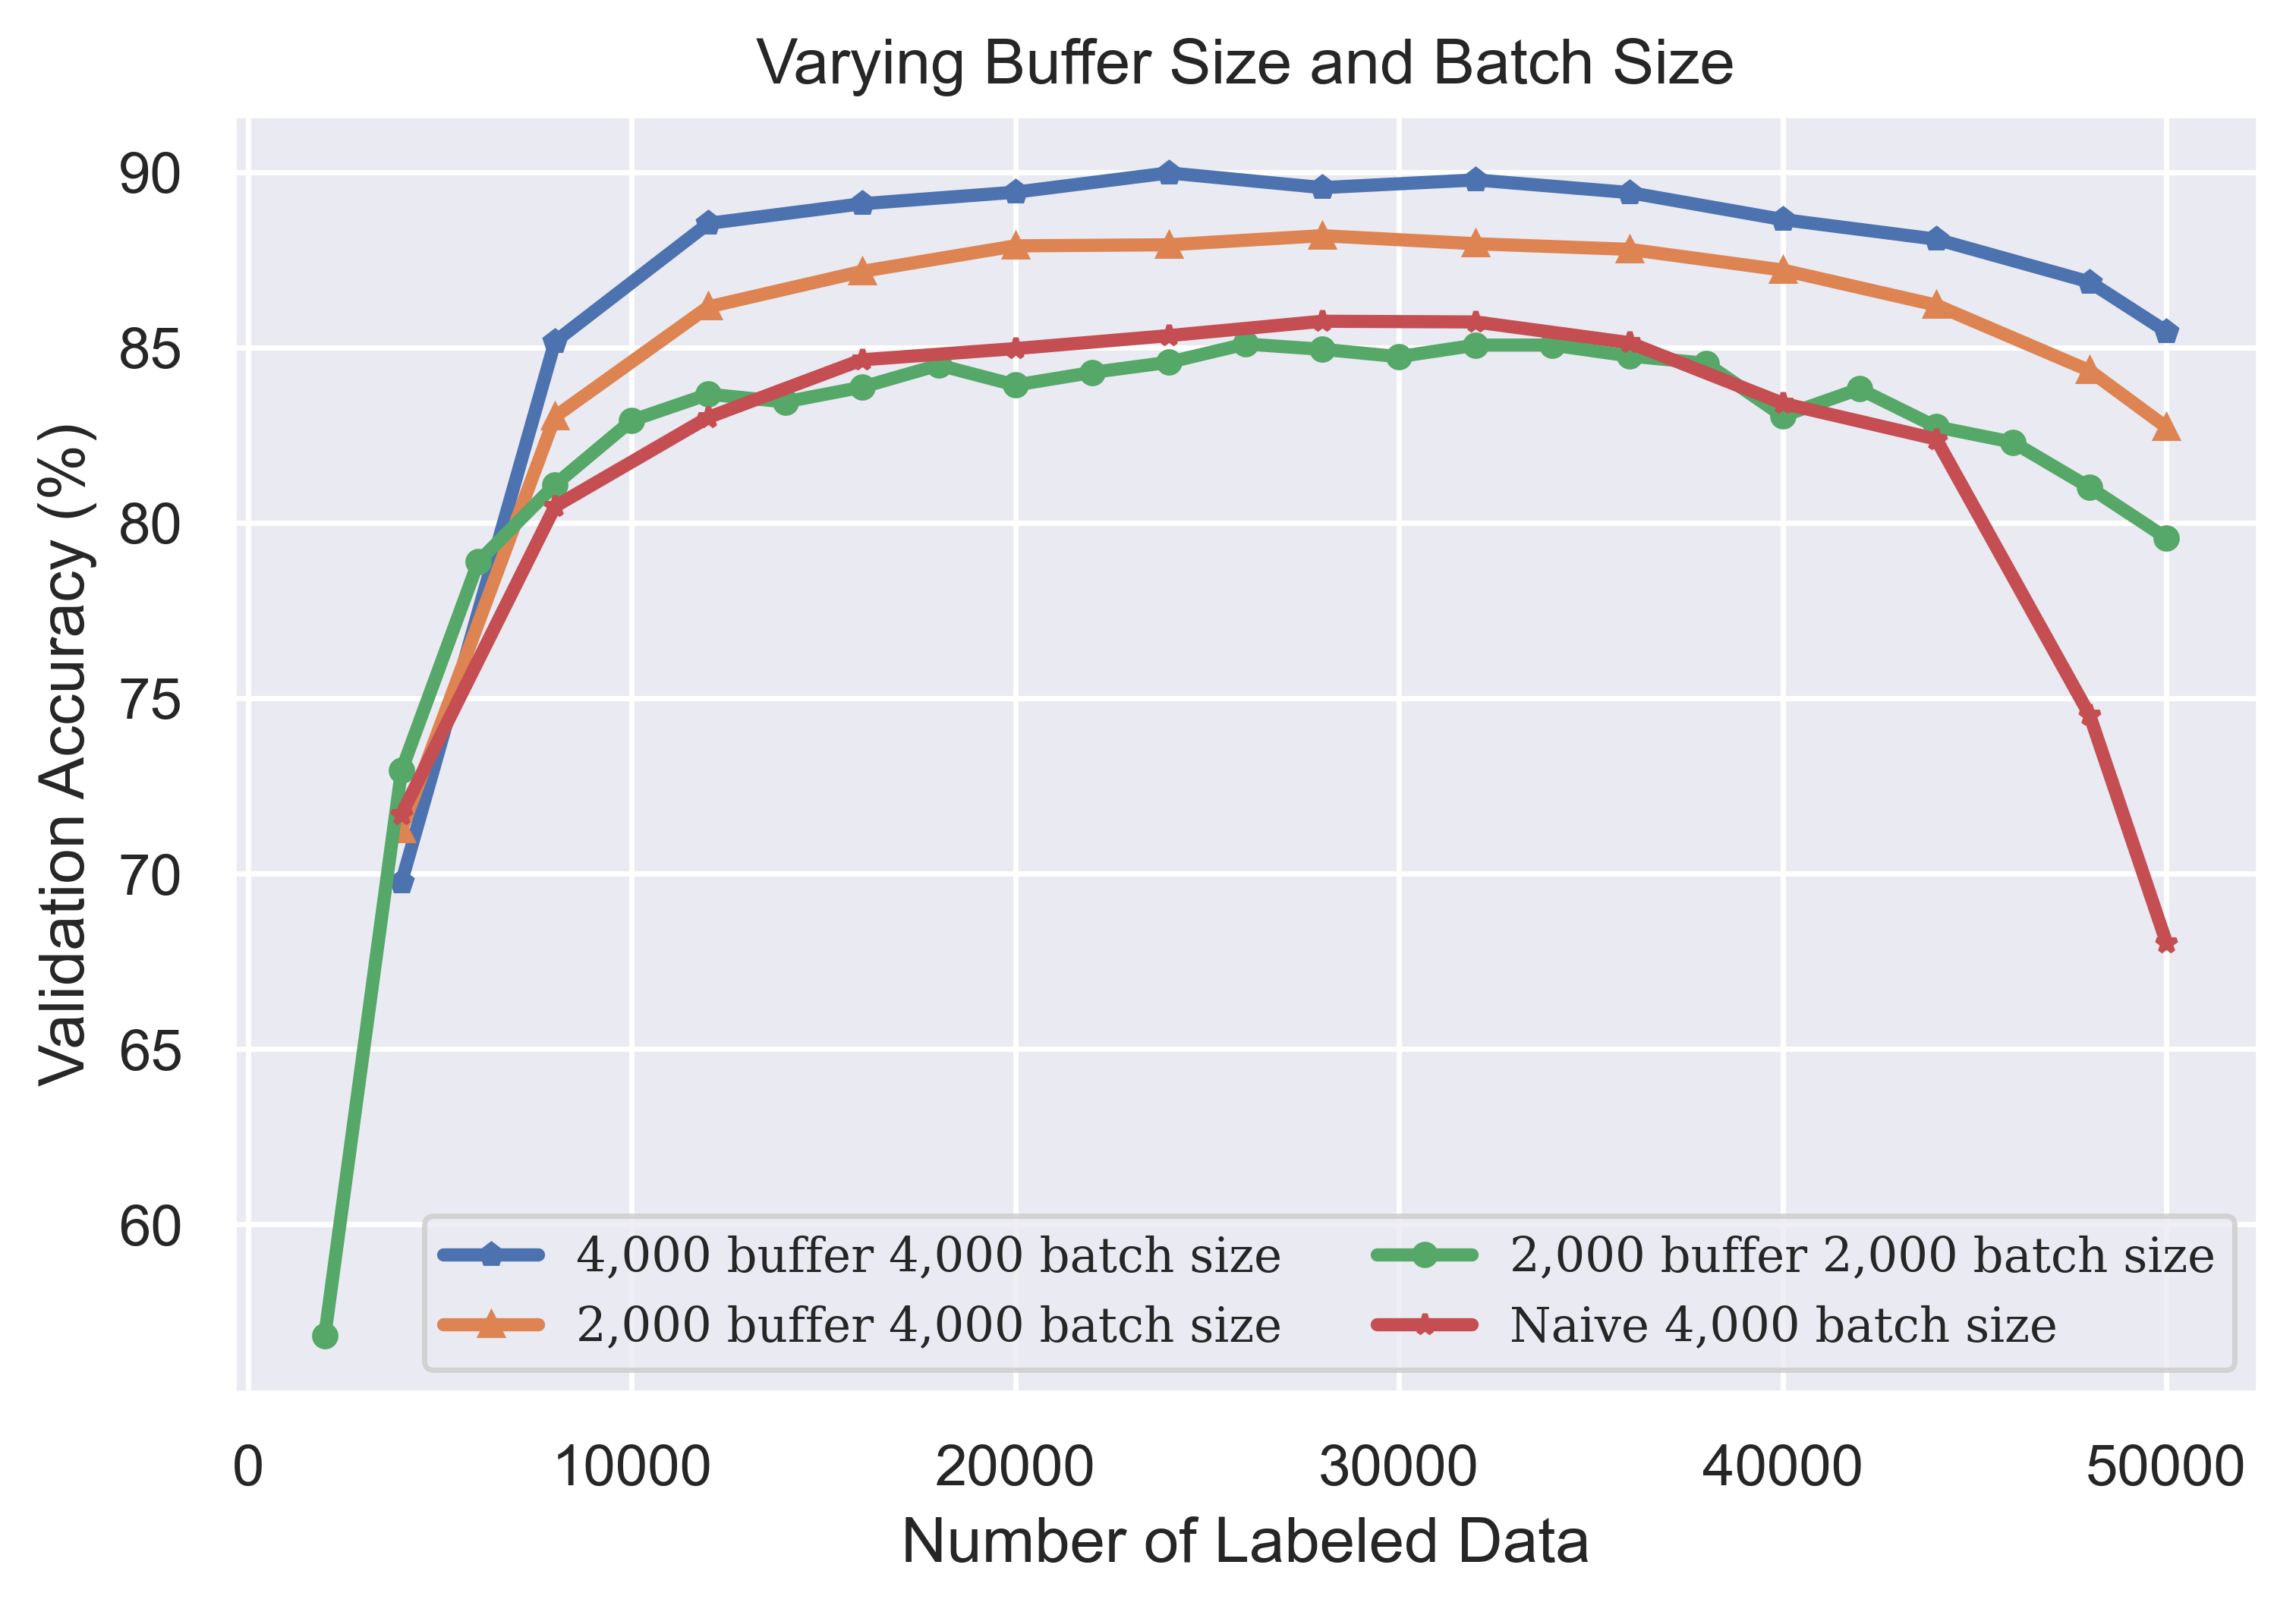 Varying Buffer Size and Batch Size
Validation Accuracy (%)
90
85
80
75
70
65
60
4,000 buffer 4,000 batch size
2,000 buffer 4,000 batch size
2,000 buffer 2,000 batch size
Naive 4,000 batch size
0 10000 20000 30000 40000 50000
Number of Labeled Data